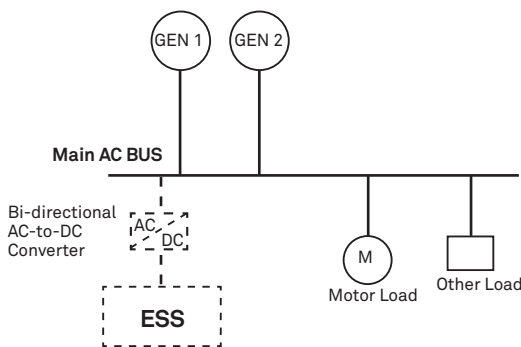 GEN 1
GEN 2
Main AC BUS
Bi-directional
AC-to-DC
Converter
AC
DC
ESS
M
Motor Load
Other Load